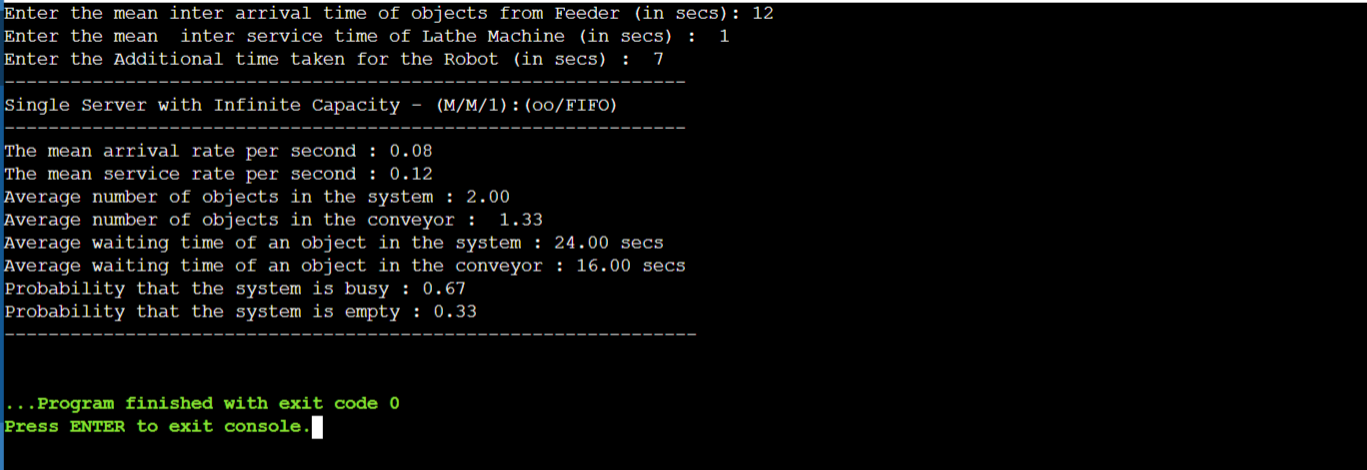 Enter the mean inter arrival time of objects from Feeder (in secs): 12
Enter the mean  inter service time of Lathe Machine (in secs) :  1
Enter the Additional time taken for the Robot (in secs) :  7
--------------------------------------------------------------
Single Server with Infinite Capacity - (M/M/1):(oo/FIFO)
--------------------------------------------------------------
The mean arrival rate per second : 0.08
The mean service rate per second : 0.12
Average number of objects in the system : 2.00
Average number of objects in the conveyor :  1.33
Average waiting time of an object in the system : 24.00 secs
Average waiting time of an object in the conveyor : 16.00 secs
Probability that the system is busy : 0.67
Probability that the system is empty : 0.33
---------------------------------------------------------------
...Program finished with exit code 0
Press ENTER to exit console.